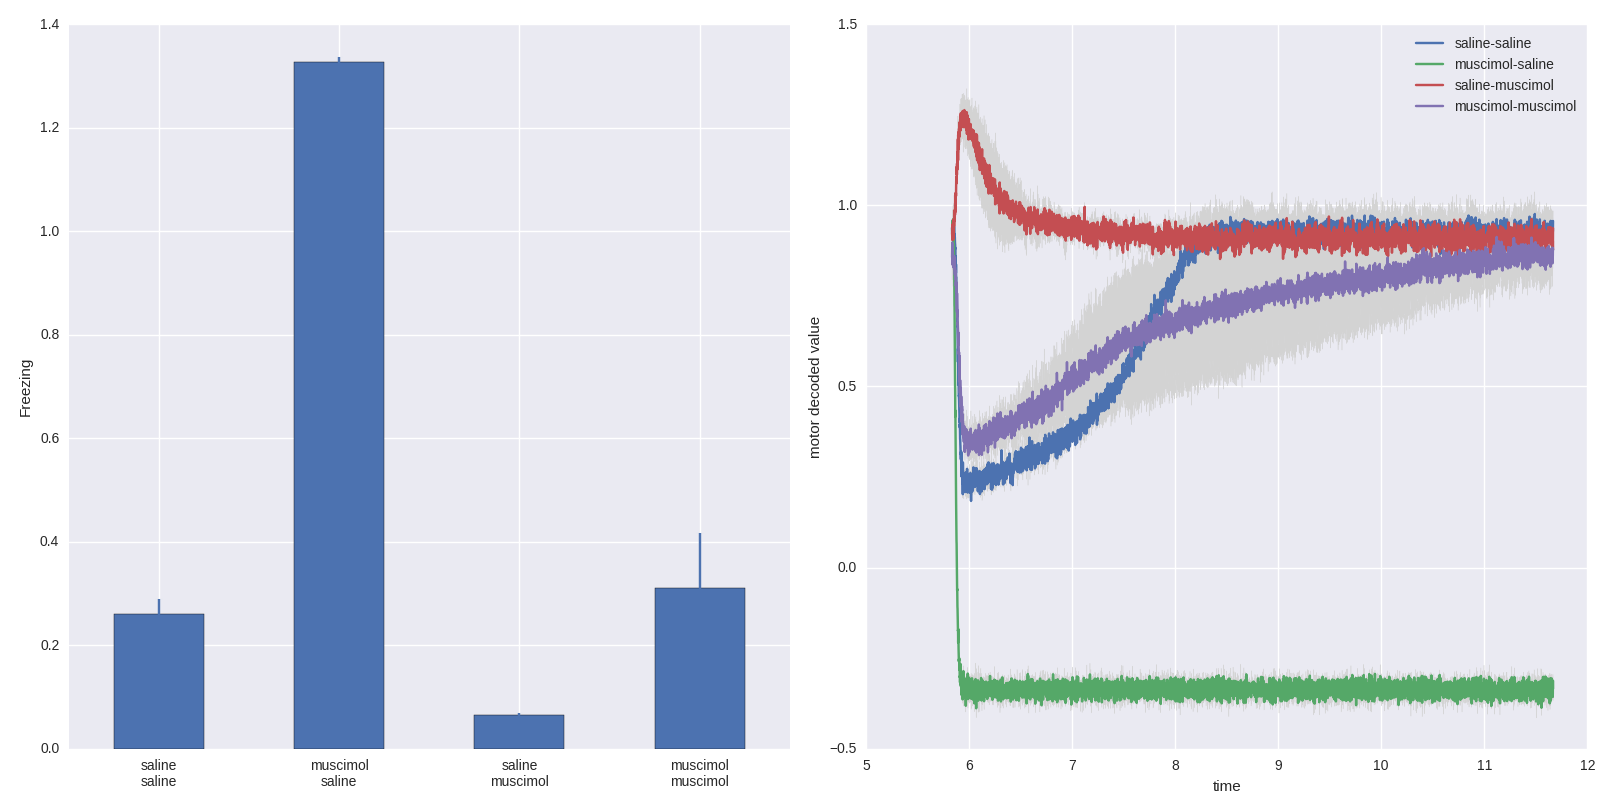 1.4
1.2
1.0
0.8
0.6
0.4
0.2
0.0
Freezing
saline
saline
muscimol
saline
saline
muscimol
muscimol
muscimol
1.5
1.0
0.5
0.0
−0.5
motor decoded value
saline-saline
muscimol-saline
saline-muscimol
muscimol-muscimol
5 6 7 8 9 10 11 12
time